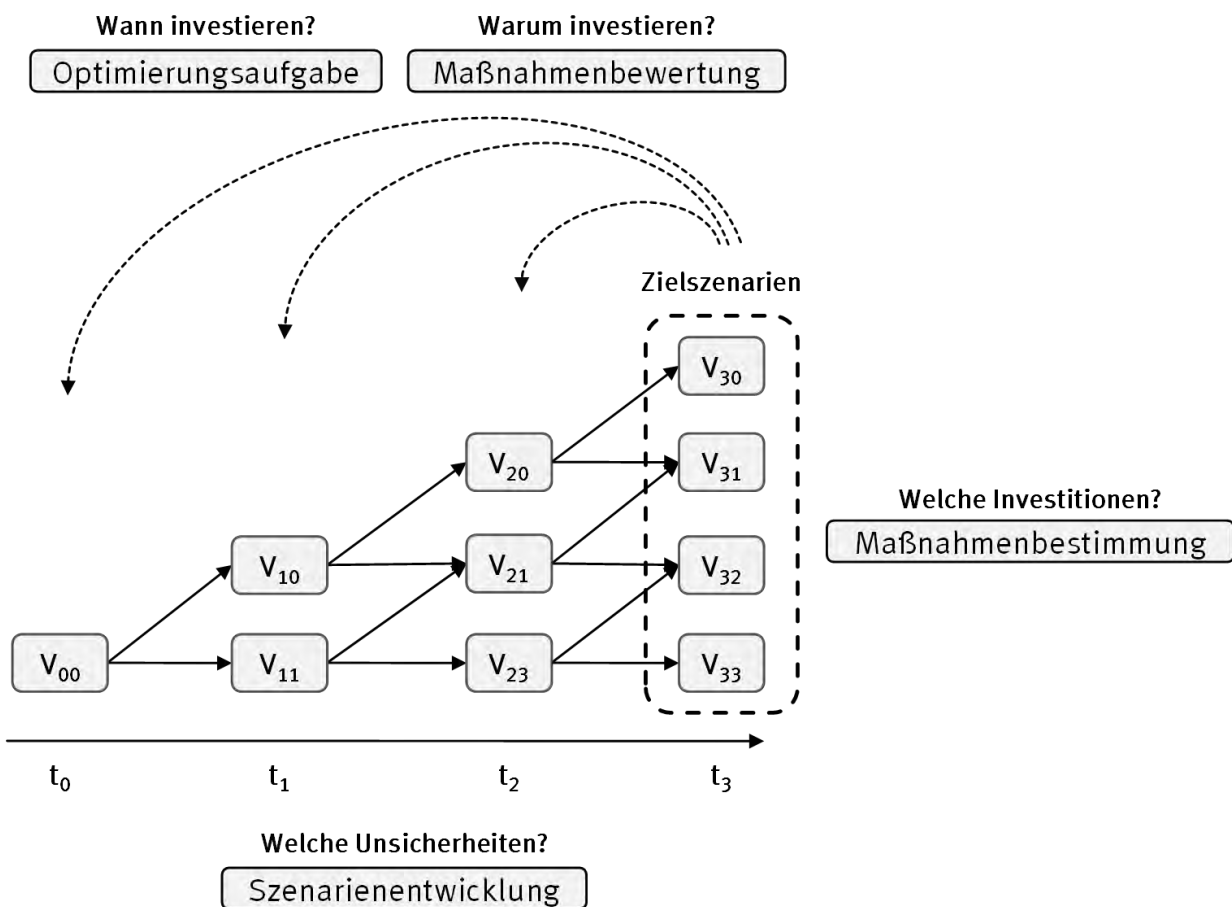 Wann investieren?
Optimierungsaufgabe
Warum investieren?
Maßnahmenbewertung
Zielszenarien
V₃₀
V₂₀
V₃₁
Welche Investitionen?
Maßnahmenbestimmung
V₁₀
V₂₁
V₃₂
V₀₀
V₁₁
V₂₃
V₃₃
t₀
t₁
t₂
t₃
Welche Unsicherheiten?
Szenarienentwicklung